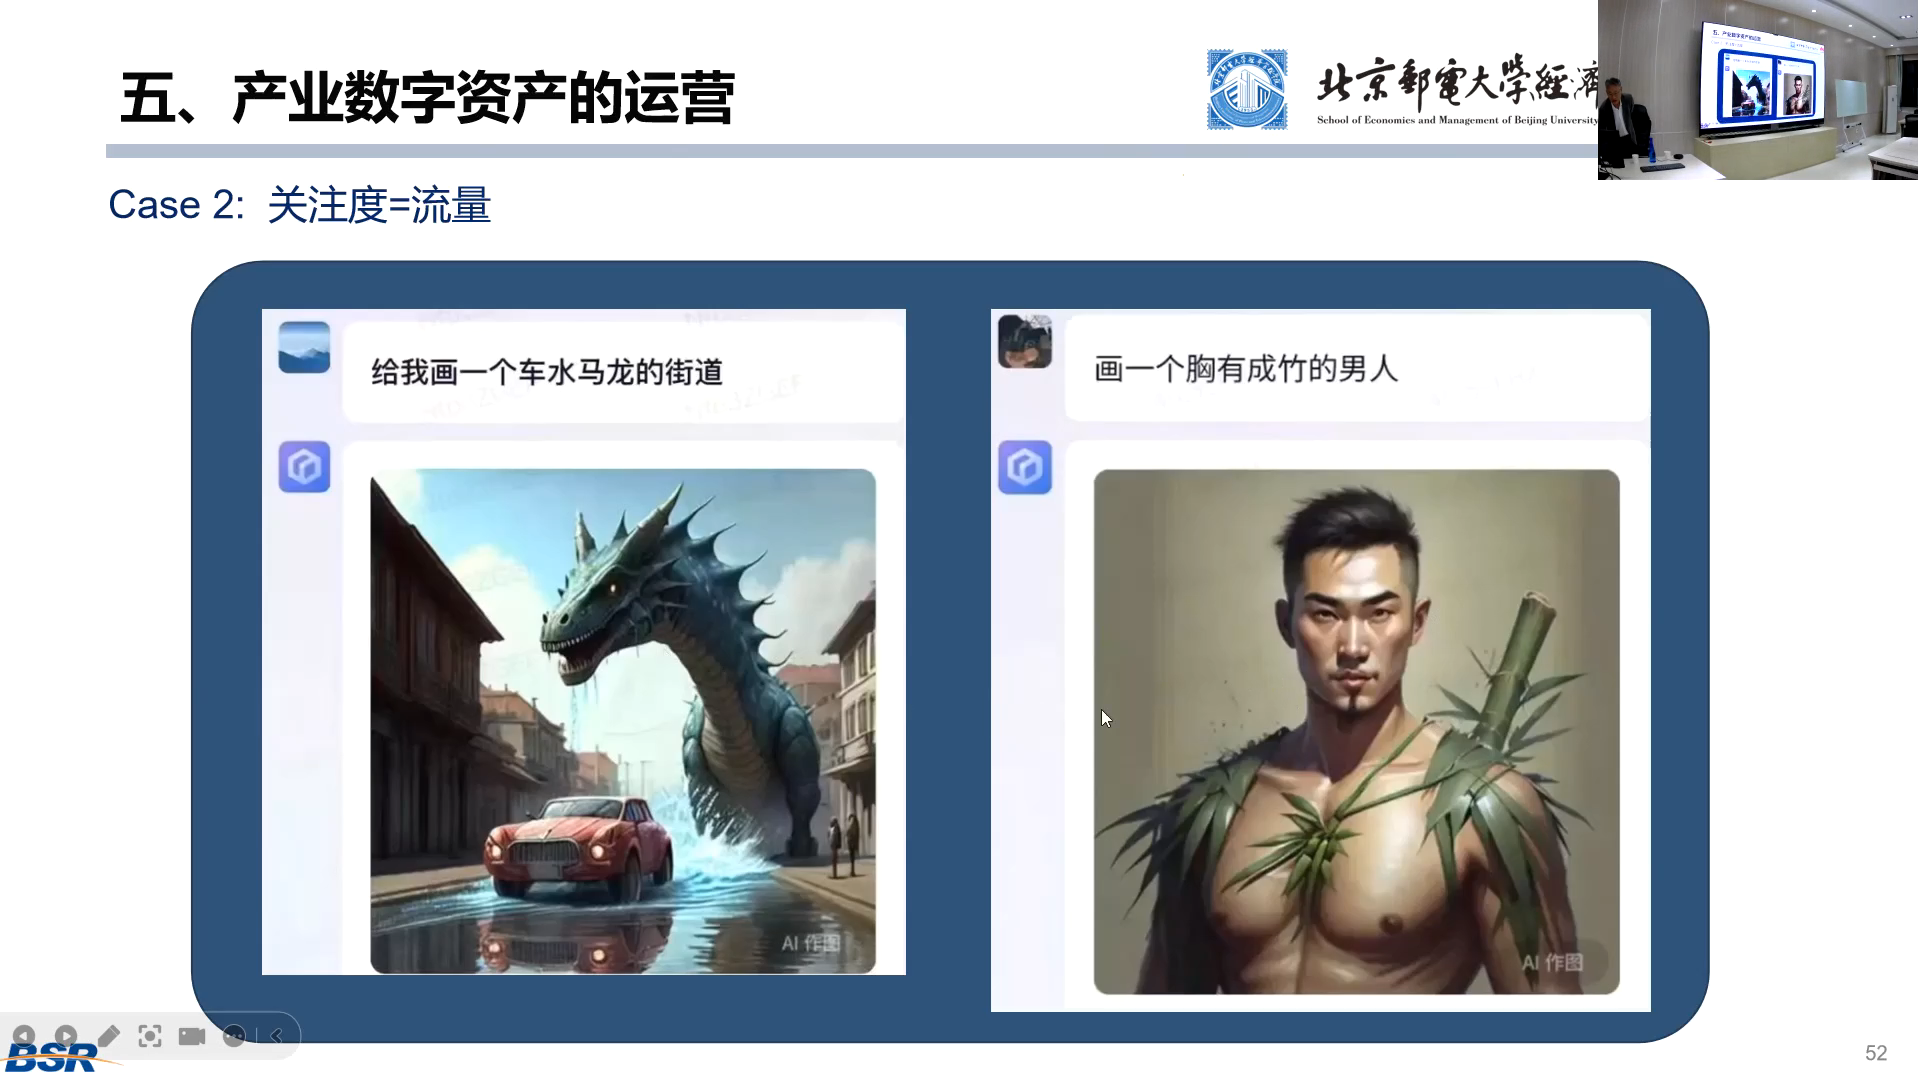 五、产业数字资产的运营
北京郵電大學經濟
School of Economics and Management of Beijing University
Case 2: 关注度=流量
给我画一个车水马龙的街道
AI 作图
画一个胸有成竹的男人
AI 作图
BSR
52